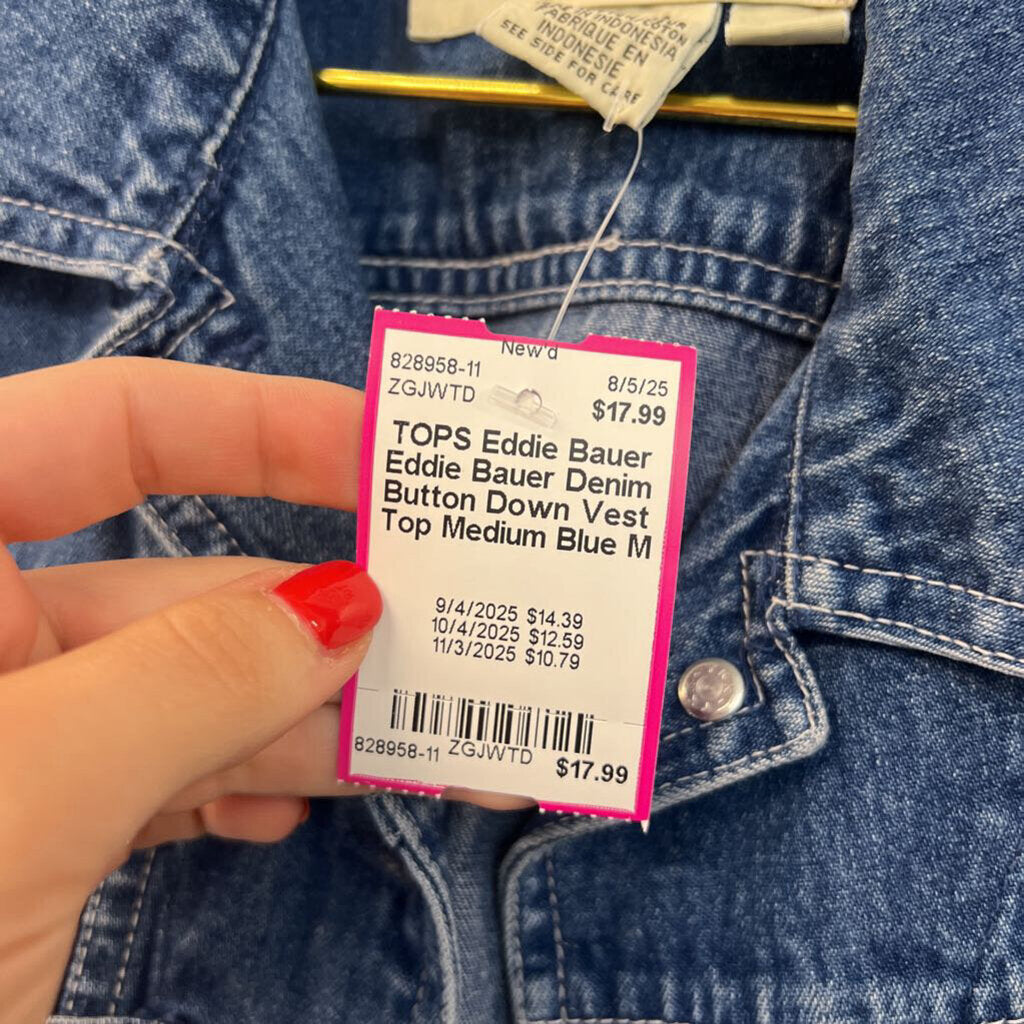 INDONESIA
FABRIQUE EN
INDONESIE
SEE SIDE FOR CARE
New'd
828958-11
ZGJWTD
8/5/25
$17.99
TOPS Eddie Bauer
Eddie Bauer Denim
Button Down Vest
Top Medium Blue M
9/4/2025 $14.39
10/4/2025 $12.59
11/3/2025 $10.79
828958-11 ZGJWTD $17.99